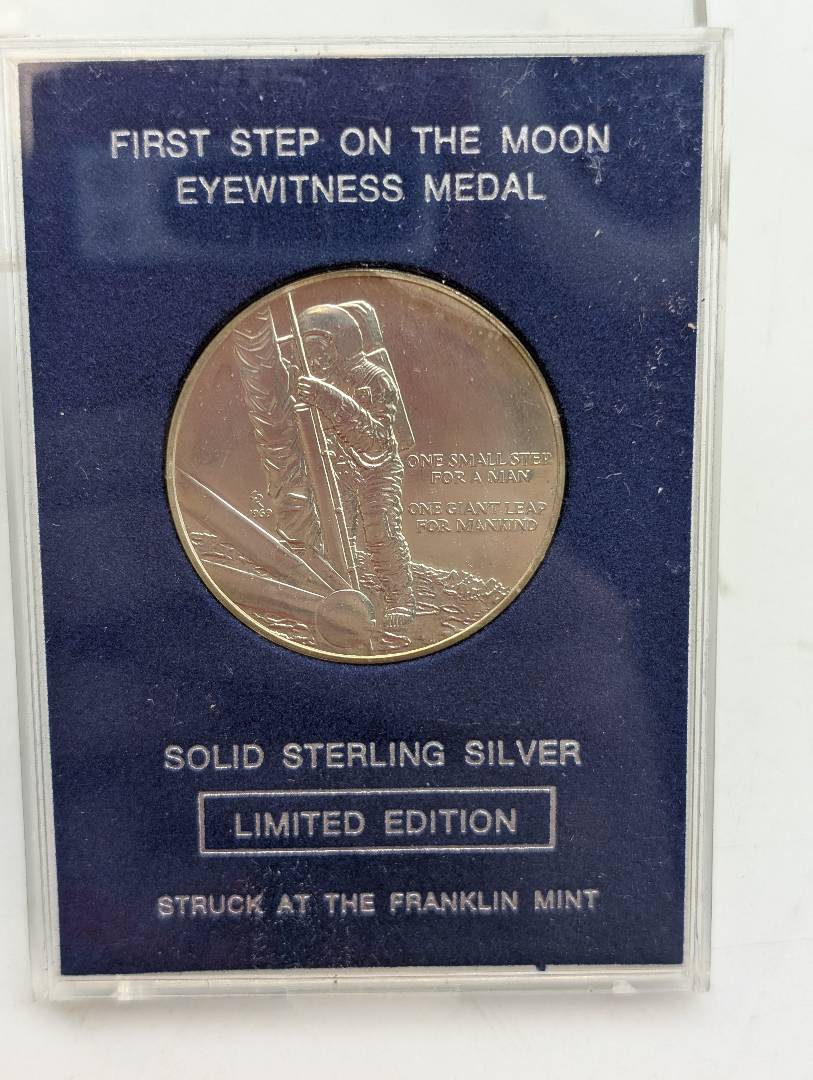 FIRST STEP ON THE MOON
EYEWITNESS MEDAL
ONE SMALL STEP
FOR A MAN
ONE GIANT LEAP
FOR MANKIND
1969
SOLID STERLING SILVER
LIMITED EDITION
STRUCK AT THE FRANKLIN MINT